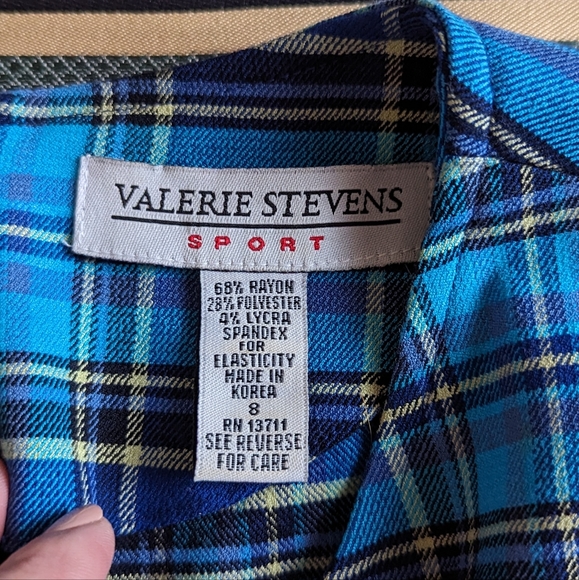 VALERIE STEVENS
SPORT
68% RAYON
28% POLYESTER
4% LYCRA
SPANDEX
FOR
ELASTICITY
MADE IN
KOREA
8
RN 13711
SEE REVERSE
FOR CARE